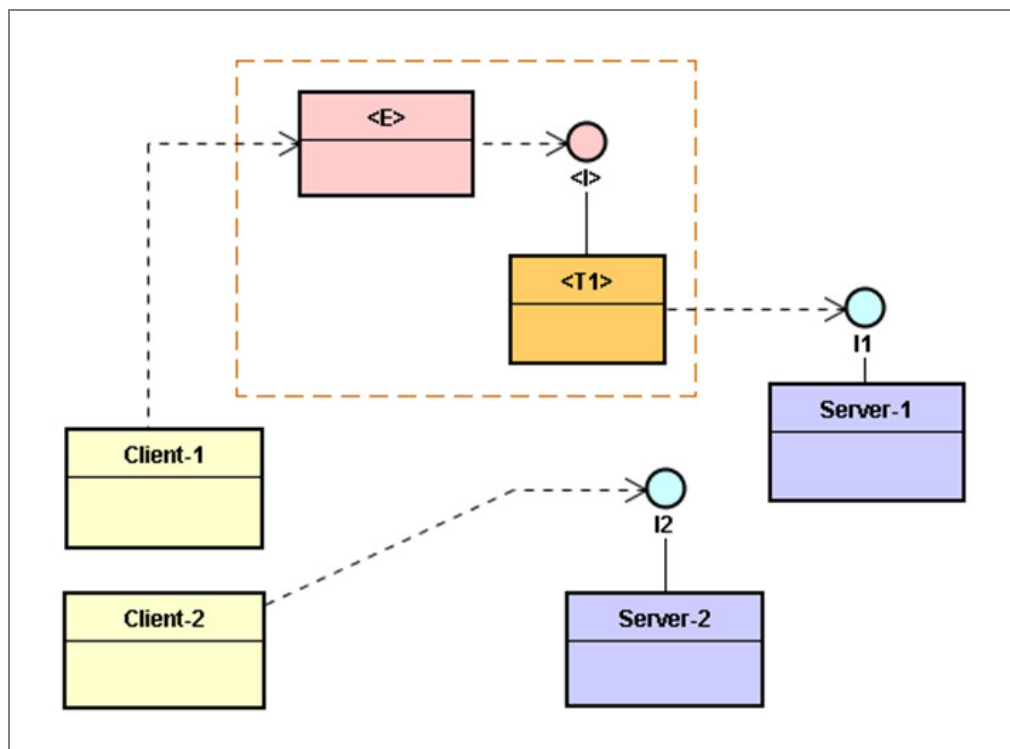 <E>
<I>
<T1>
I1
Server-1
Client-1
I2
Client-2
Server-2